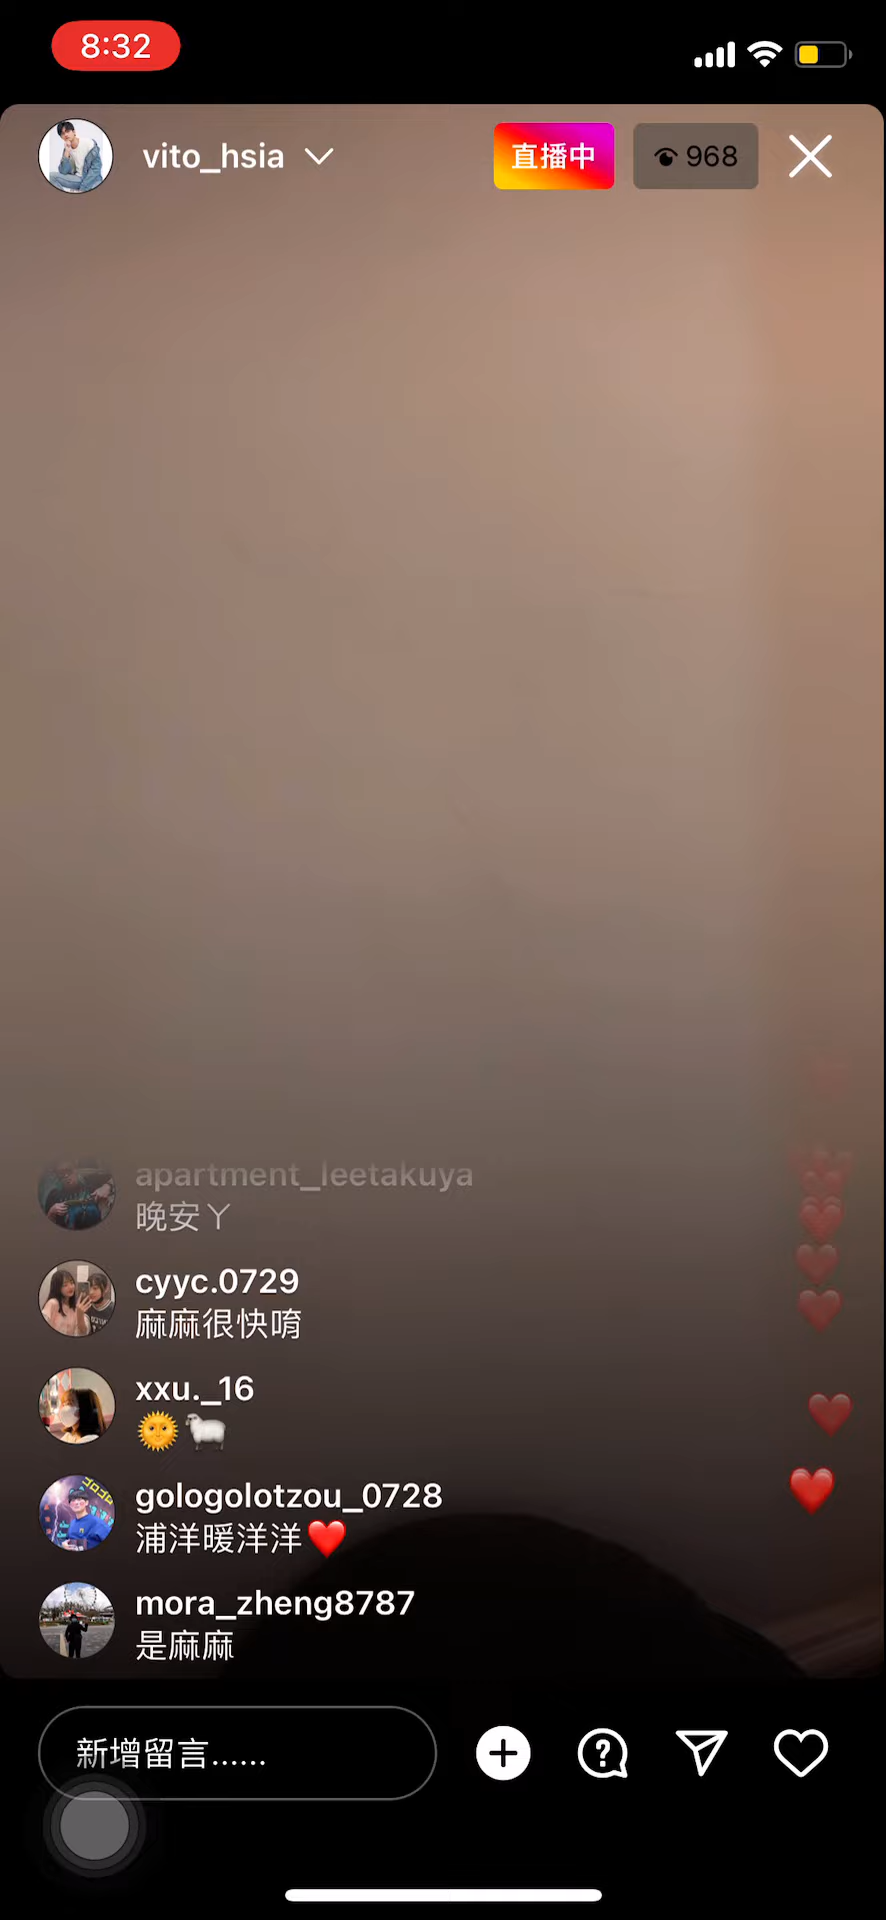 8:32
vito_hsia
直播中
968
apartment_leetakuya
晚安ㄚ
cyyc.0729
麻麻很快唷
xxu._16
🌞🐑
gologolotzou_0728
浦洋暖洋洋❤️
mora_zheng8787
是麻麻
新增留言......